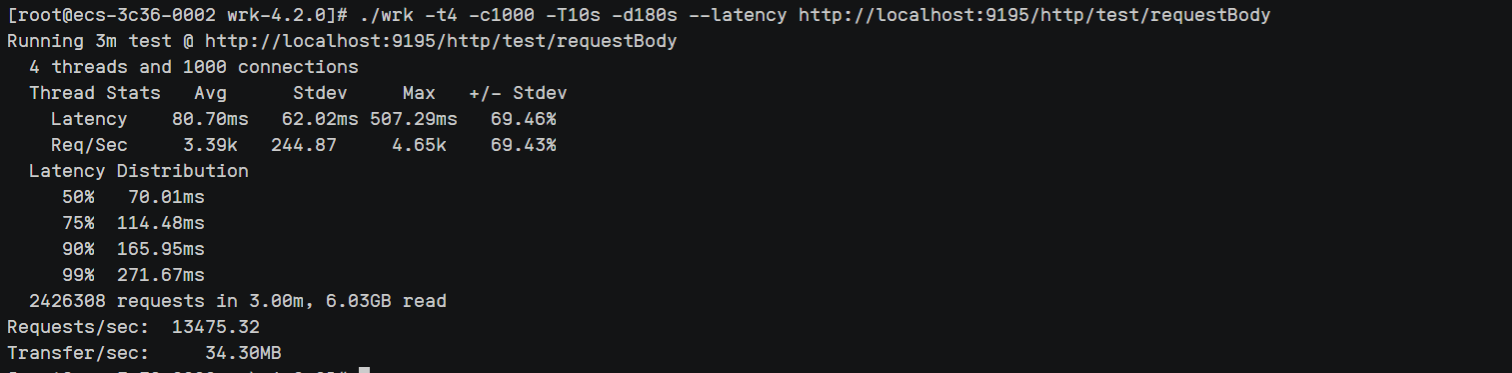 [root@ecs-3c36-0002 wrk-4.2.0]# ./wrk -t4 -c1000 -T10s -d180s --latency http://localhost:9195/http/test/requestBody
Running 3m test @ http://localhost:9195/http/test/requestBody
  4 threads and 1000 connections
  Thread Stats   Avg      Stdev     Max   +/- Stdev
    Latency    80.70ms   62.02ms 507.29ms   69.46%
    Req/Sec     3.39k   244.87     4.65k    69.43%
  Latency Distribution
     50%   70.01ms
     75%  114.48ms
     90%  165.95ms
     99%  271.67ms
  2426308 requests in 3.00m, 6.03GB read
Requests/sec:  13475.32
Transfer/sec:     34.30MB